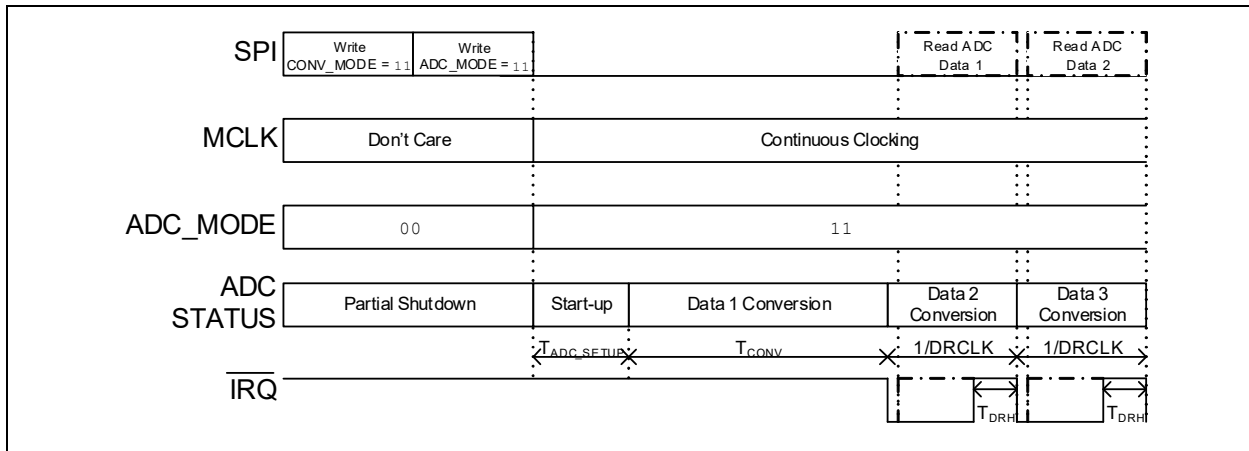 SPI
Write
CONV_MODE = 11
Write
ADC_MODE = 11
Read ADC
Data 1
Read ADC
Data 2
MCLK
Don't Care
Continuous Clocking
ADC_MODE
00
11
ADC
STATUS
Partial Shutdown
Start-up
Data 1 Conversion
Data 2
Conversion
Data 3
Conversion
TADC_SETUP
TCONV
1/DRCLK
1/DRCLK
IRQ
TDRH
TDRH